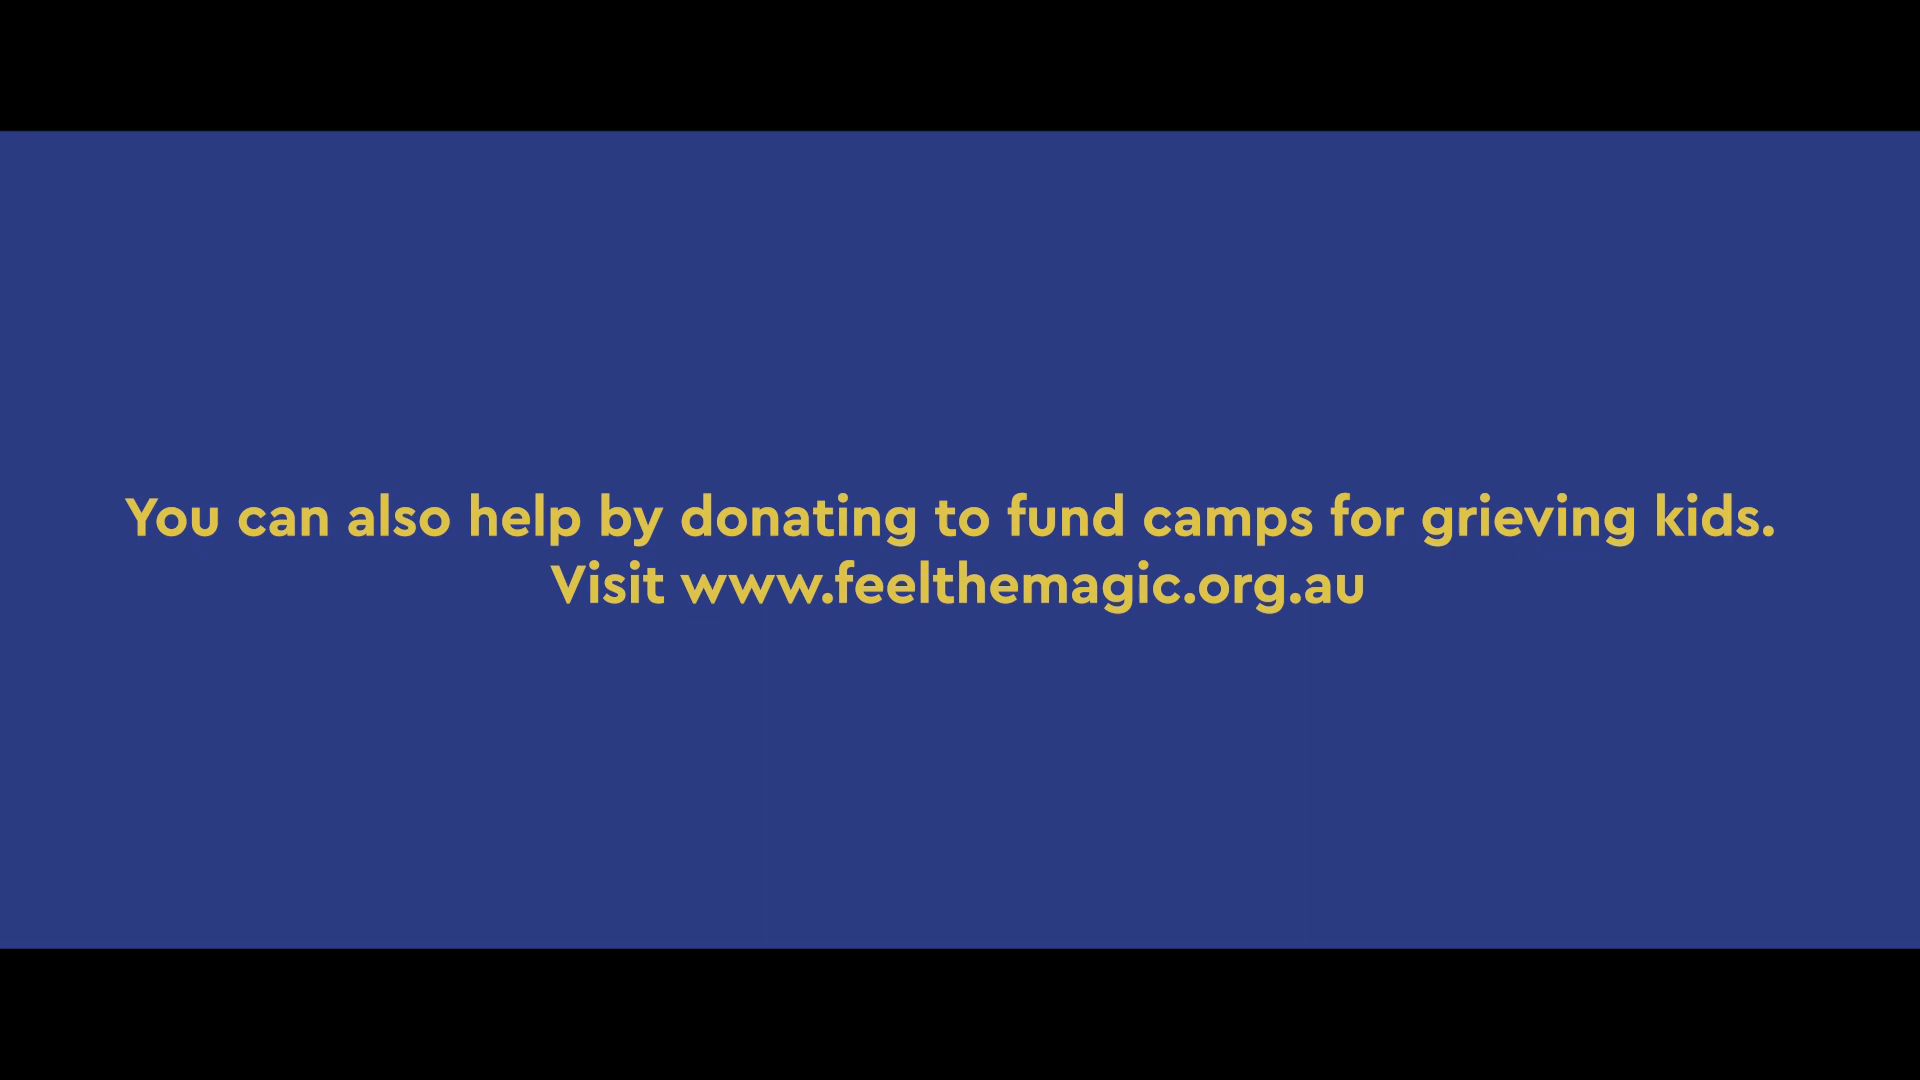 You can also help by donating to fund camps for grieving kids.
Visit www.feelthemagic.org.au